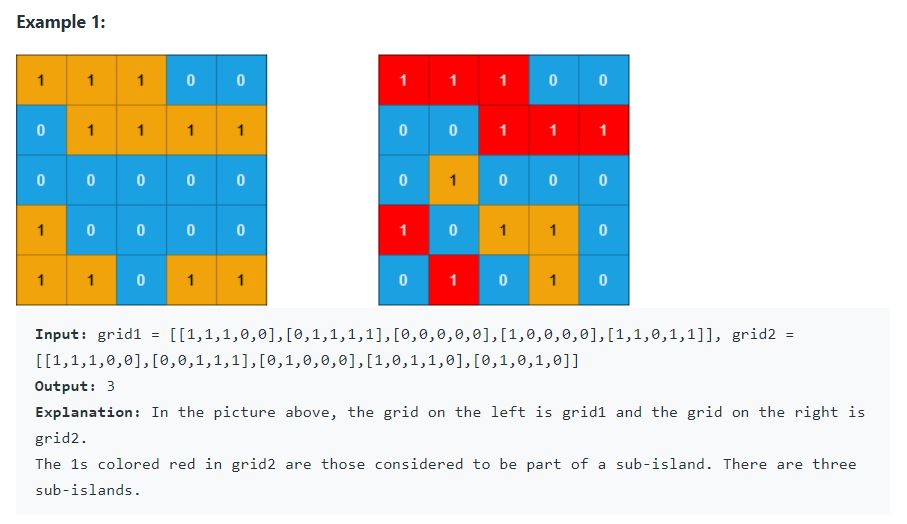 Example 1:
1 1 1 0 0 1 1 1 0 0
0 1 1 1 1 0 0 1 1 1
0 0 0 0 0 0 1 0 0 0
1 0 0 0 0 1 0 1 1 0
1 1 0 1 1 0 1 0 1 0
Input: grid1 = [[1,1,1,0,0],[0,1,1,1,1],[0,0,0,0,0],[1,0,0,0,0],[1,1,0,1,1]], grid2 =
[[1,1,1,0,0],[0,0,1,1,1],[0,1,0,0,0],[1,0,1,1,0],[0,1,0,1,0]]
Output: 3
Explanation: In the picture above, the grid on the left is grid1 and the grid on the right is
grid2.
The 1s colored red in grid2 are those considered to be part of a sub-island. There are three
sub-islands.